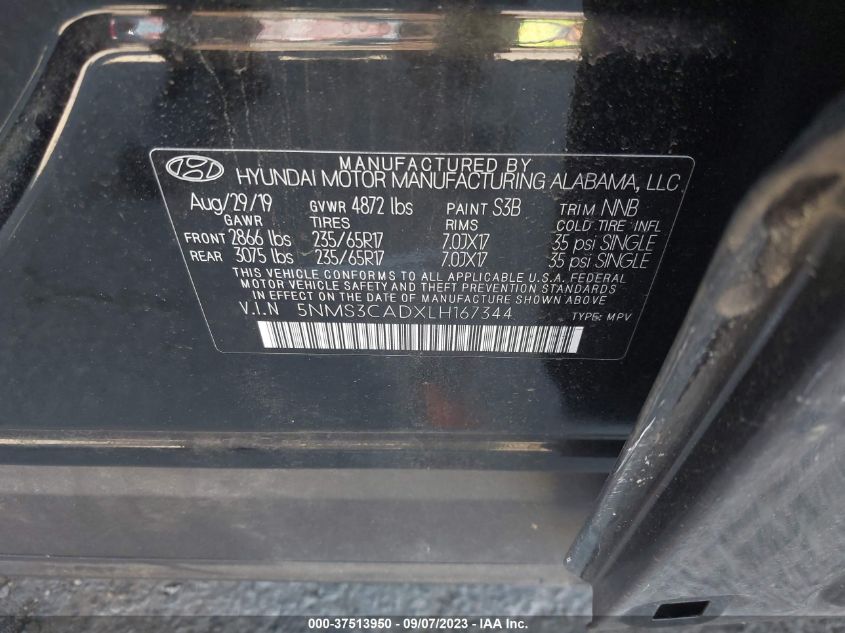 MANUFACTURED BY
HYUNDAI MOTOR MANUFACTURING ALABAMA, LLC
Aug/29/19 GVWR 4872 lbs PAINT S3B TRIM NNB
GAWR TIRES RIMS COLD TIRE INFL
FRONT 2866 lbs 235/65R17 7.0JX17 35 psi SINGLE
REAR 3075 lbs 235/65R17 7.0JX17 35 psi SINGLE
THIS VEHICLE CONFORMS TO ALL APPLICABLE U.S.A. FEDERAL
MOTOR VEHICLE SAFETY AND THEFT PREVENTION STANDARDS
IN EFFECT ON THE DATE OF MANUFACTURE SHOWN ABOVE.
V.I.N 5NMS3CADXLH167344 TYPE: MPV
000-37513950 - 09/07/2023 - IAA Inc.